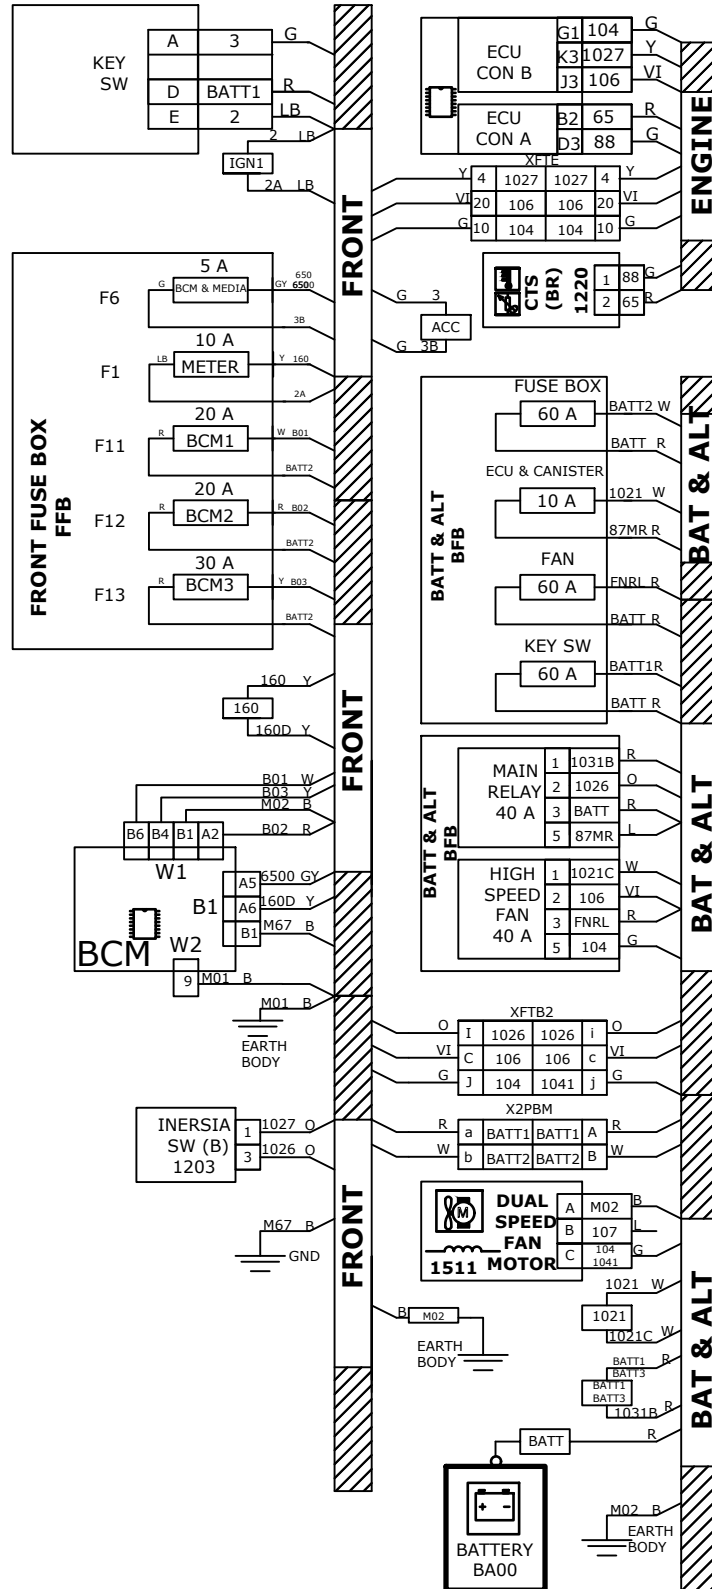 KEY
SW
A 3 G
D BATT1 R
E 2 LB
2 LB
IGN1
2A LB
FRONT
ECU
CON B
G1 104 G
K3 1027 Y
J3 106 VI
ECU
CON A
B2 65 R
D3 88 G
XFTE
Y 4 1027 1027 4 Y
VI 20 106 106 20 VI
G 10 104 104 10 G
ENGINE
CTS
(BR)
1220
1 88 G
2 65 R
G 3
ACC
G 3B
FRONT FUSE BOX
FFB
F6
5 A
G BCM & MEDIA GY 6500
650
3B
F1
10 A
LB METER Y 160
2A
F11
20 A
R BCM1 W B01
BATT2
F12
20 A
R BCM2 R B02
BATT2
F13
30 A
R BCM3 Y B03
BATT2
BATT & ALT
BFB
FUSE BOX
60 A BATT2 W
BATT R
ECU & CANISTER
10 A 1021 W
87MR R
FAN
60 A FNRL R
BATT R
KEY SW
60 A BATT1R
BATT R
BAT & ALT
160 Y
160
160D Y
FRONT
B01 W
B03 Y
M02 B
B02 R
B6 B4 B1 A2
W1
BCM
B1
A5 6500 GY
A6 160D Y
B1 M67 B
W2
9 M01 B
M01 B
EARTH
BODY
BATT & ALT
BFB
MAIN
RELAY
40 A
1 1031B R
2 1026 O
3 BATT R
5 87MR L
HIGH
SPEED
FAN
40 A
1 1021C W
2 106 VI
3 FNRL R
5 104 G
BAT & ALT
XFTB2
O I 1026 1026 i O
VI C 106 106 c VI
G J 104 1041 j G
X2PBM
R a BATT1 BATT1 A R
W b BATT2 BATT2 B W
INERSIA
SW (B)
1203
1 1027 O
3 1026 O
M67 B
GND
FRONT
M
1511
DUAL
SPEED
FAN
MOTOR
A M02 B
B 107 L
C 104
1041 G
B M02
EARTH
BODY
1021 W
1021
1021C W
BATT1 R
BATT3
BATT1
BATT3
1031B R
BATT R
BAT & ALT
+ -
BATTERY
BA00
M02 B
EARTH
BODY